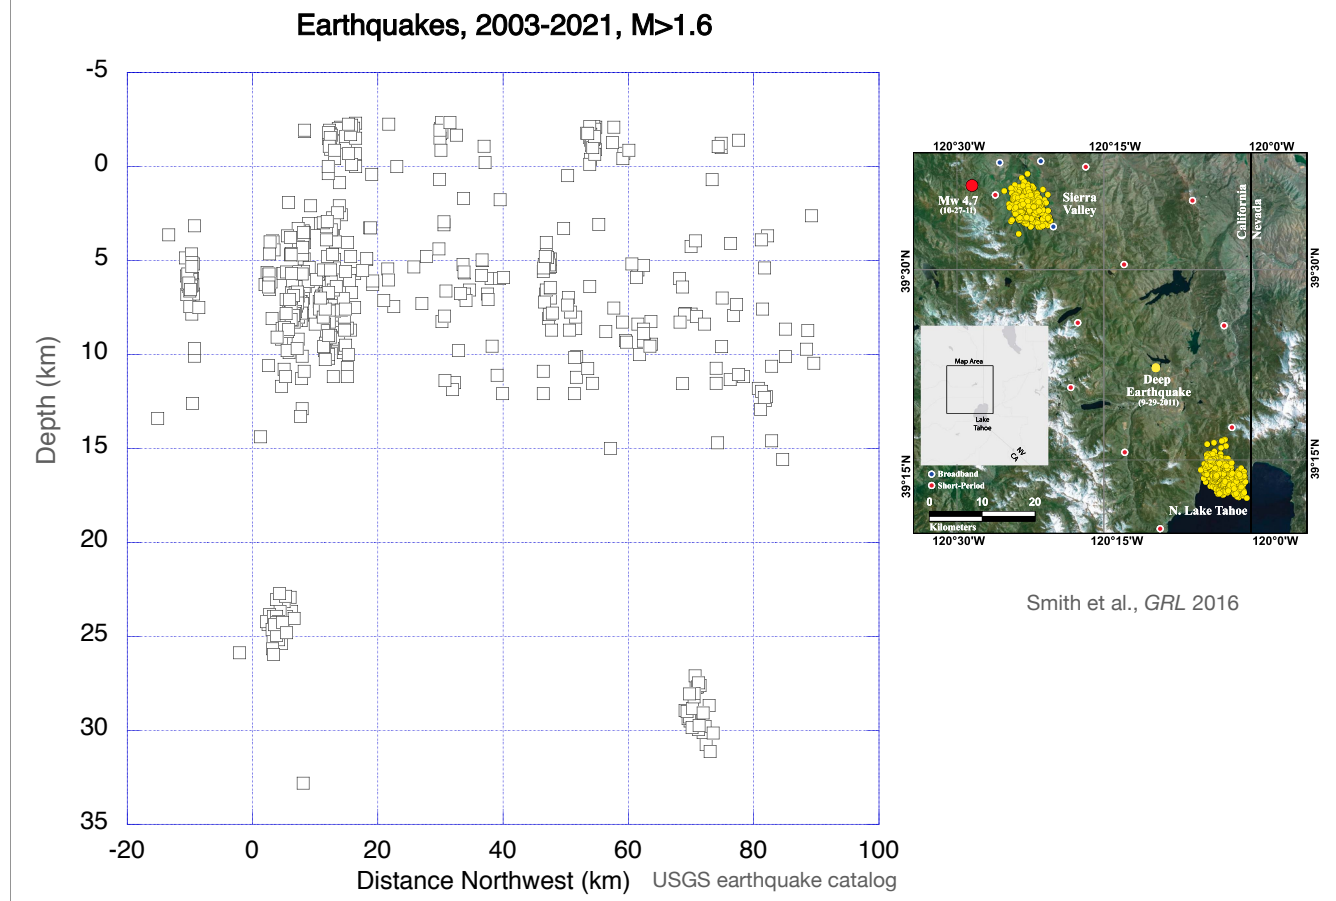 Earthquakes, 2003-2021, M>1.6
-5
0
5
10
15
20
25
30
35
Depth (km)
-20
0
20
40
60
80
100
Distance Northwest (km)
USGS earthquake catalog
120°30'W
120°15'W
120°0'W
Mw 4.7
(10-27-11)
Sierra
Valley
California
Nevada
39°30'N
39°30'N
Map Area
Lake
Tahoe
NV
CA
Deep
Earthquake
(9-29-2011)
39°15'N
39°15'N
Broadband
Short-Period
0
10
20
Kilometers
N. Lake Tahoe
120°30'W
120°15'W
120°0'W
Smith et al., GRL 2016